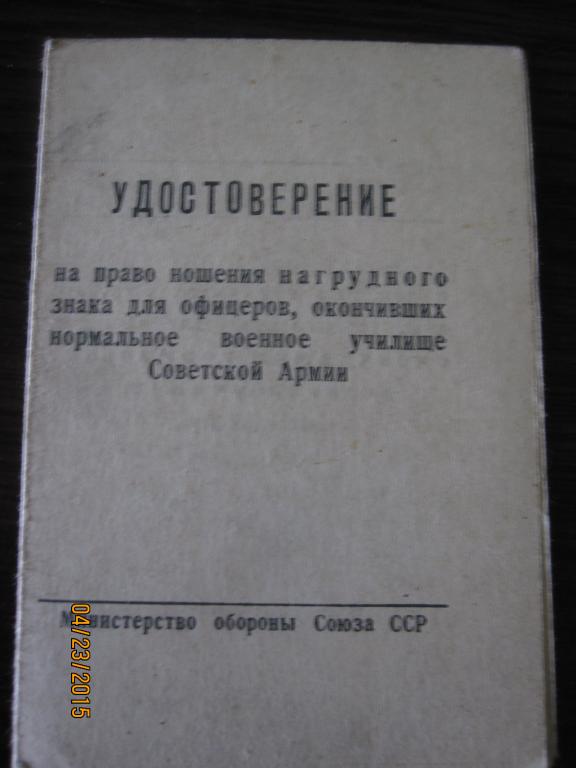 УДОСТОВЕРЕНИЕ
на право ношения нагрудного
знака для офицеров, окончивших
нормальное военное училище
Советской Армии
Министерство обороны Союза ССР
04/23/2015